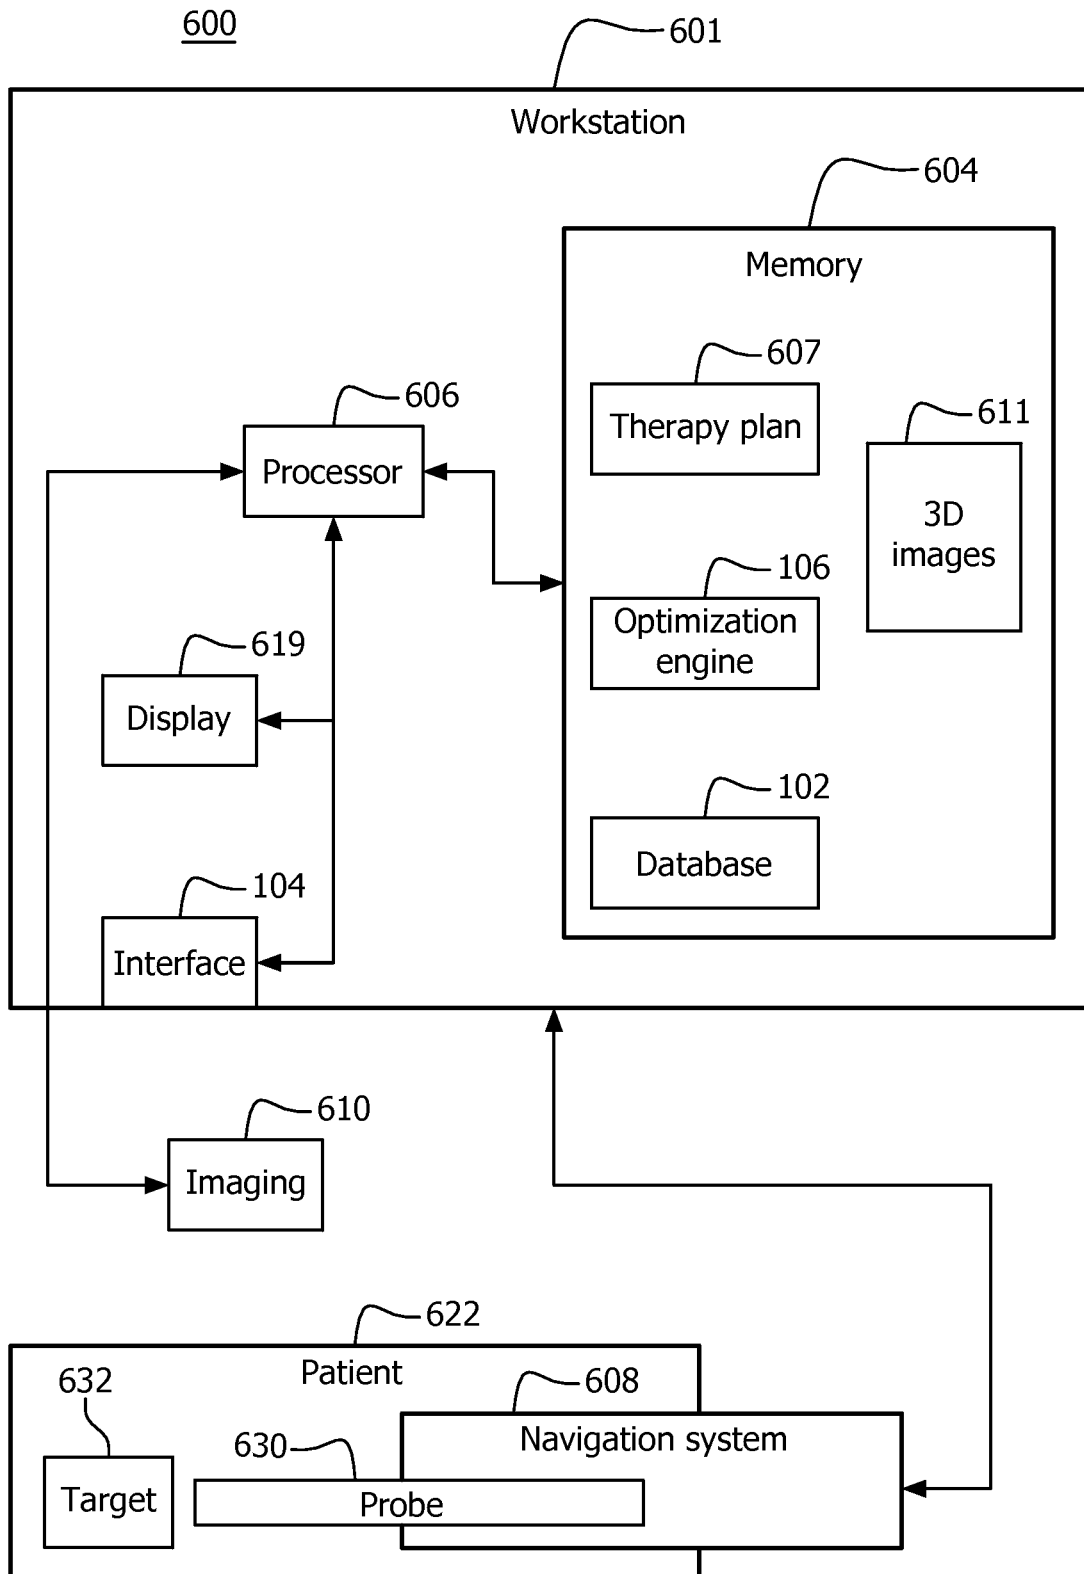 600
601
Workstation
604
Memory
607
Therapy plan
611
3D
images
606
Processor
106
Optimization
engine
619
Display
102
Database
104
Interface
610
Imaging
622
Patient
632
608
Navigation system
630
Target
Probe